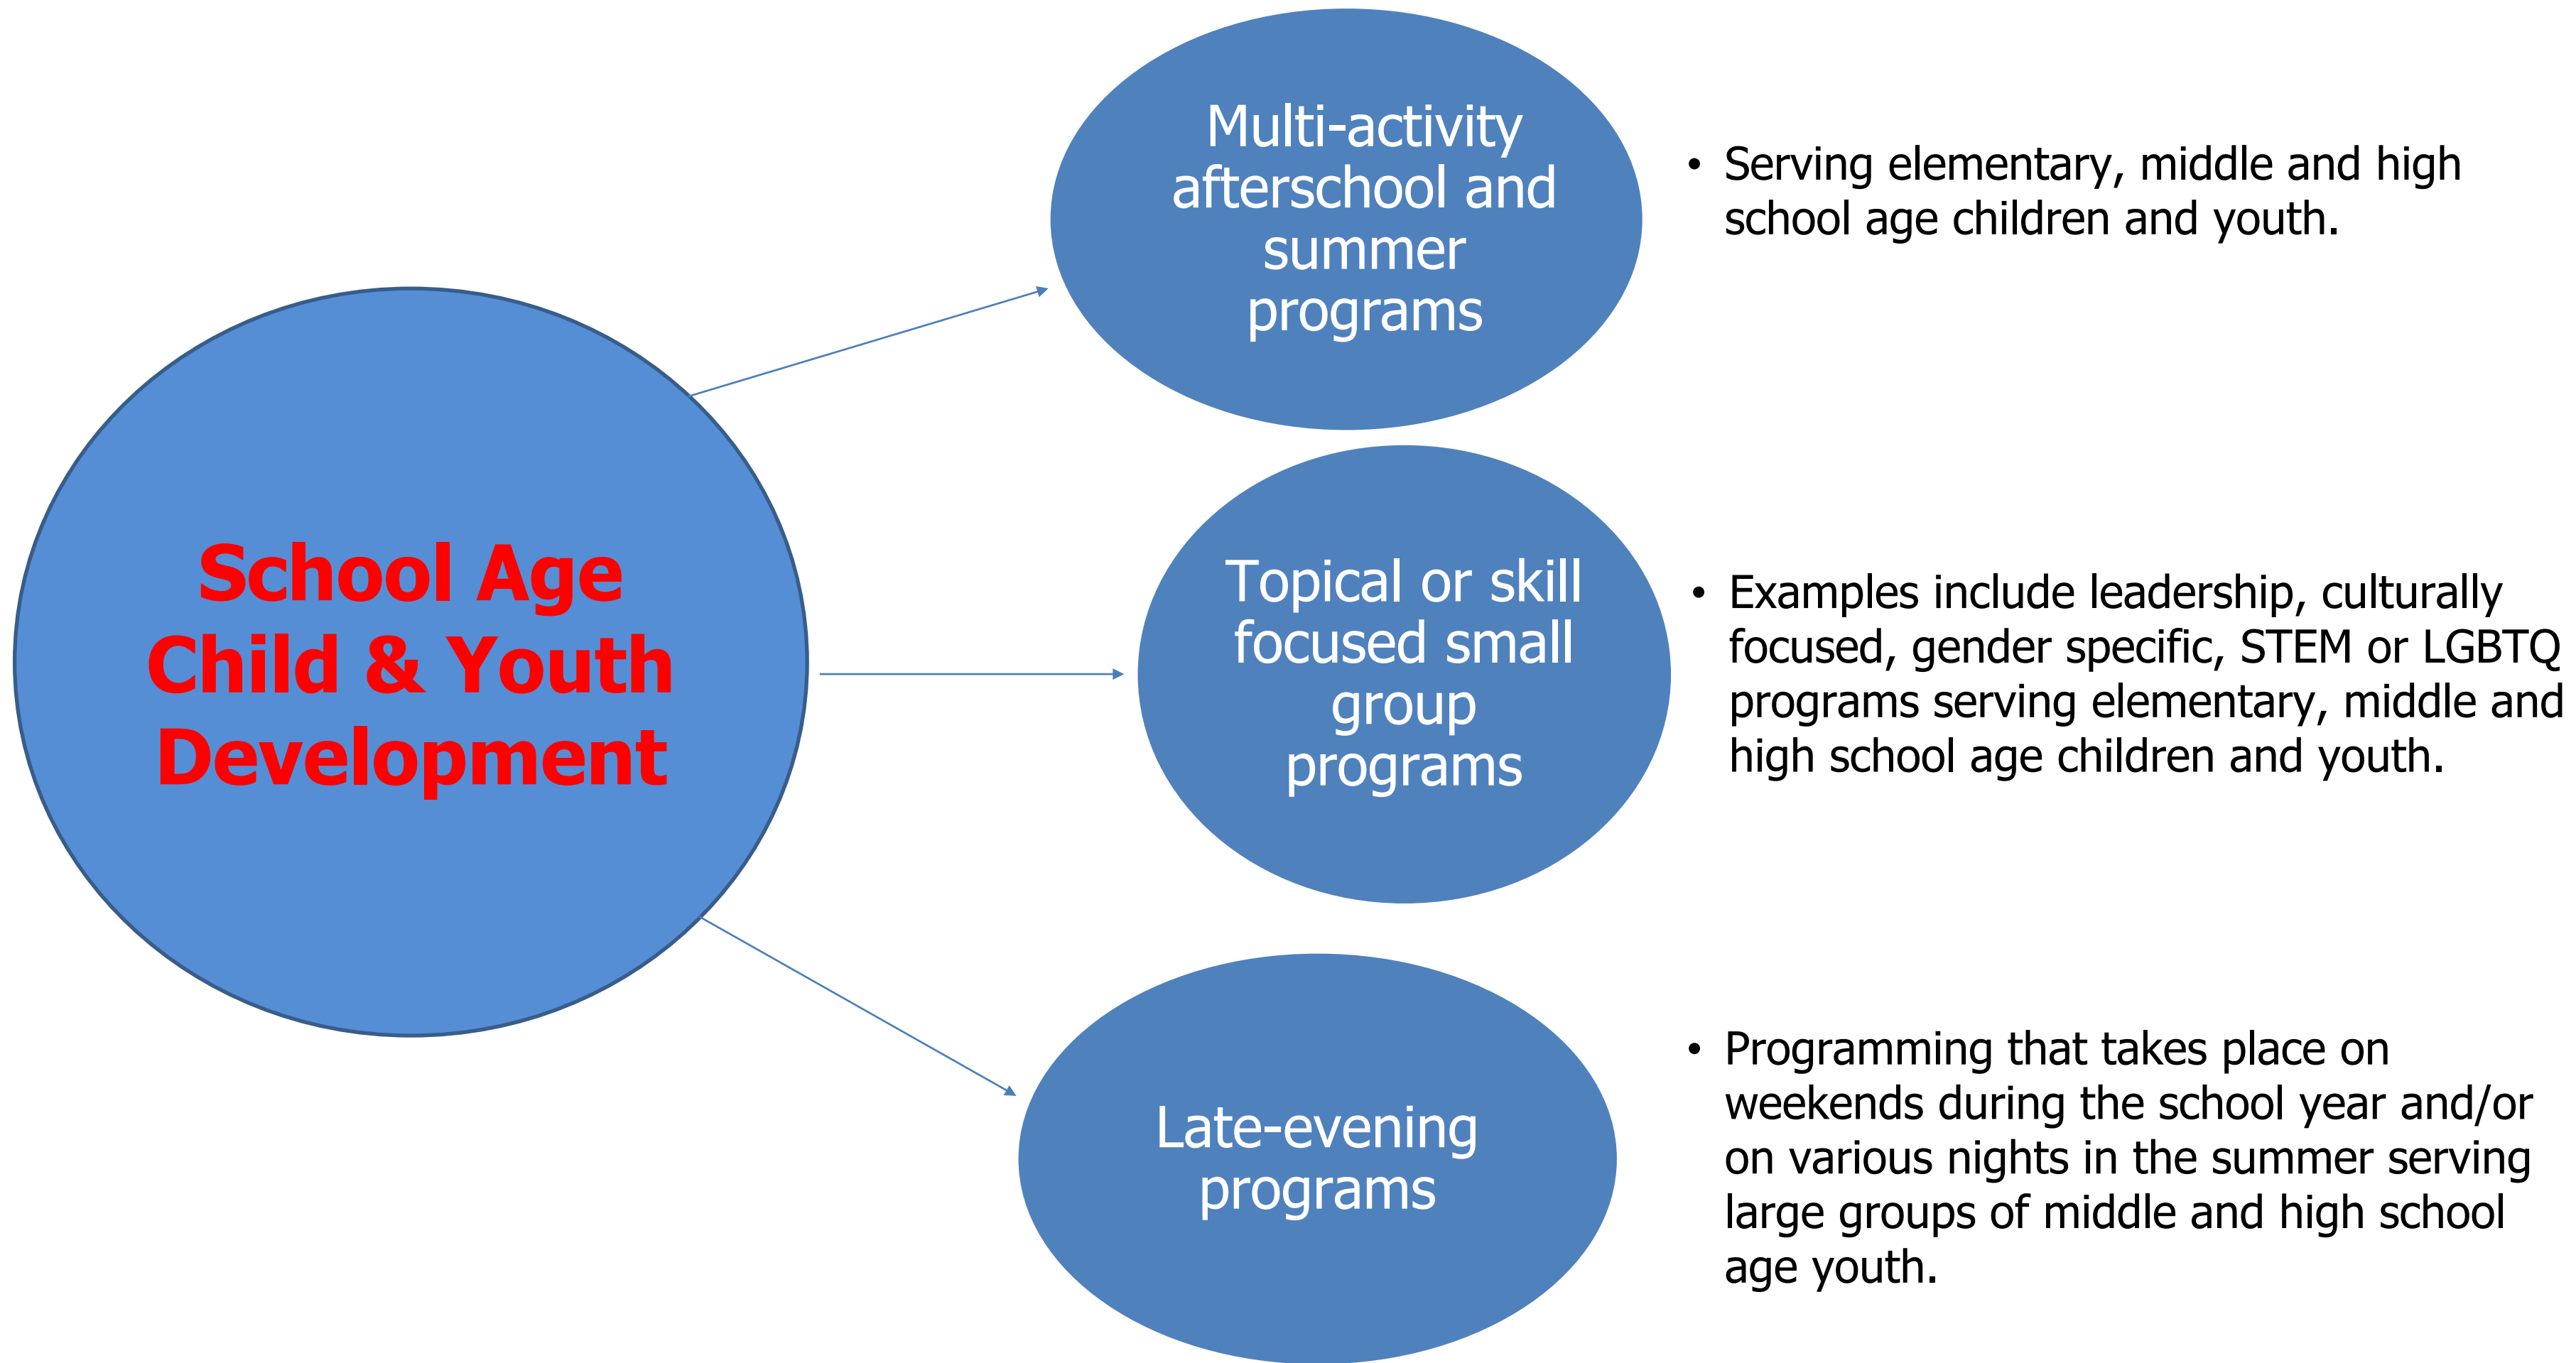 School Age
Child & Youth
Development
Multi-activity
afterschool and
summer
programs
• Serving elementary, middle and high
school age children and youth.
Topical or skill
focused small
group
programs
• Examples include leadership, culturally
focused, gender specific, STEM or LGBTQ
programs serving elementary, middle and
high school age children and youth.
Late-evening
programs
• Programming that takes place on
weekends during the school year and/or
on various nights in the summer serving
large groups of middle and high school
age youth.